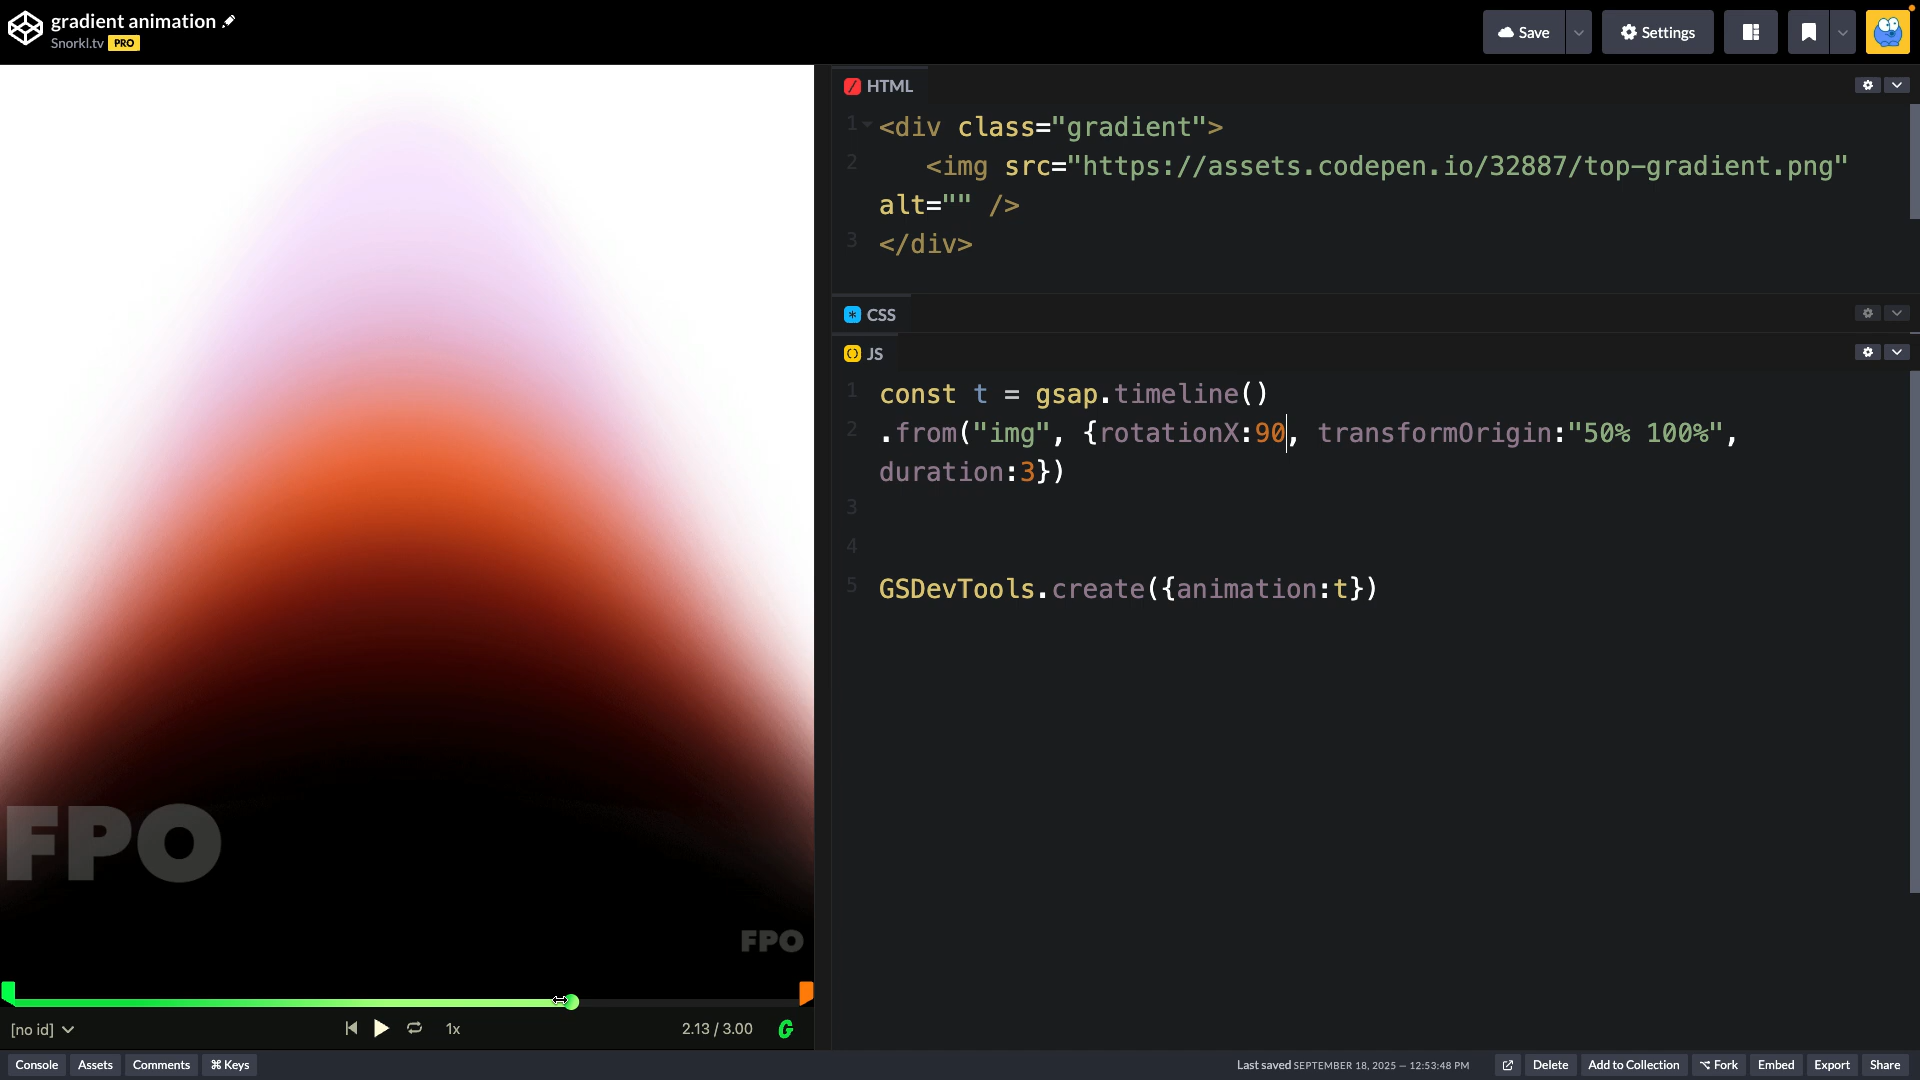 gradient animation
Snorkl.tv PRO
Save
Settings
HTML
1 <div class="gradient">
2 <img src="https://assets.codepen.io/32887/top-gradient.png"
alt="" />
3 </div>
CSS
JS
1 const t = gsap.timeline()
2 .from("img", {rotationX:90, transformOrigin:"50% 100%",
duration:3})
3
4
5 GSDevTools.create({animation:t})
FPO
FPO
[no id] 1x 2.13 / 3.00
Console Assets Comments ⌘ Keys Last saved SEPTEMBER 18, 2025 — 12:53:48 PM Delete Add to Collection ⌥ Fork Embed Export Share